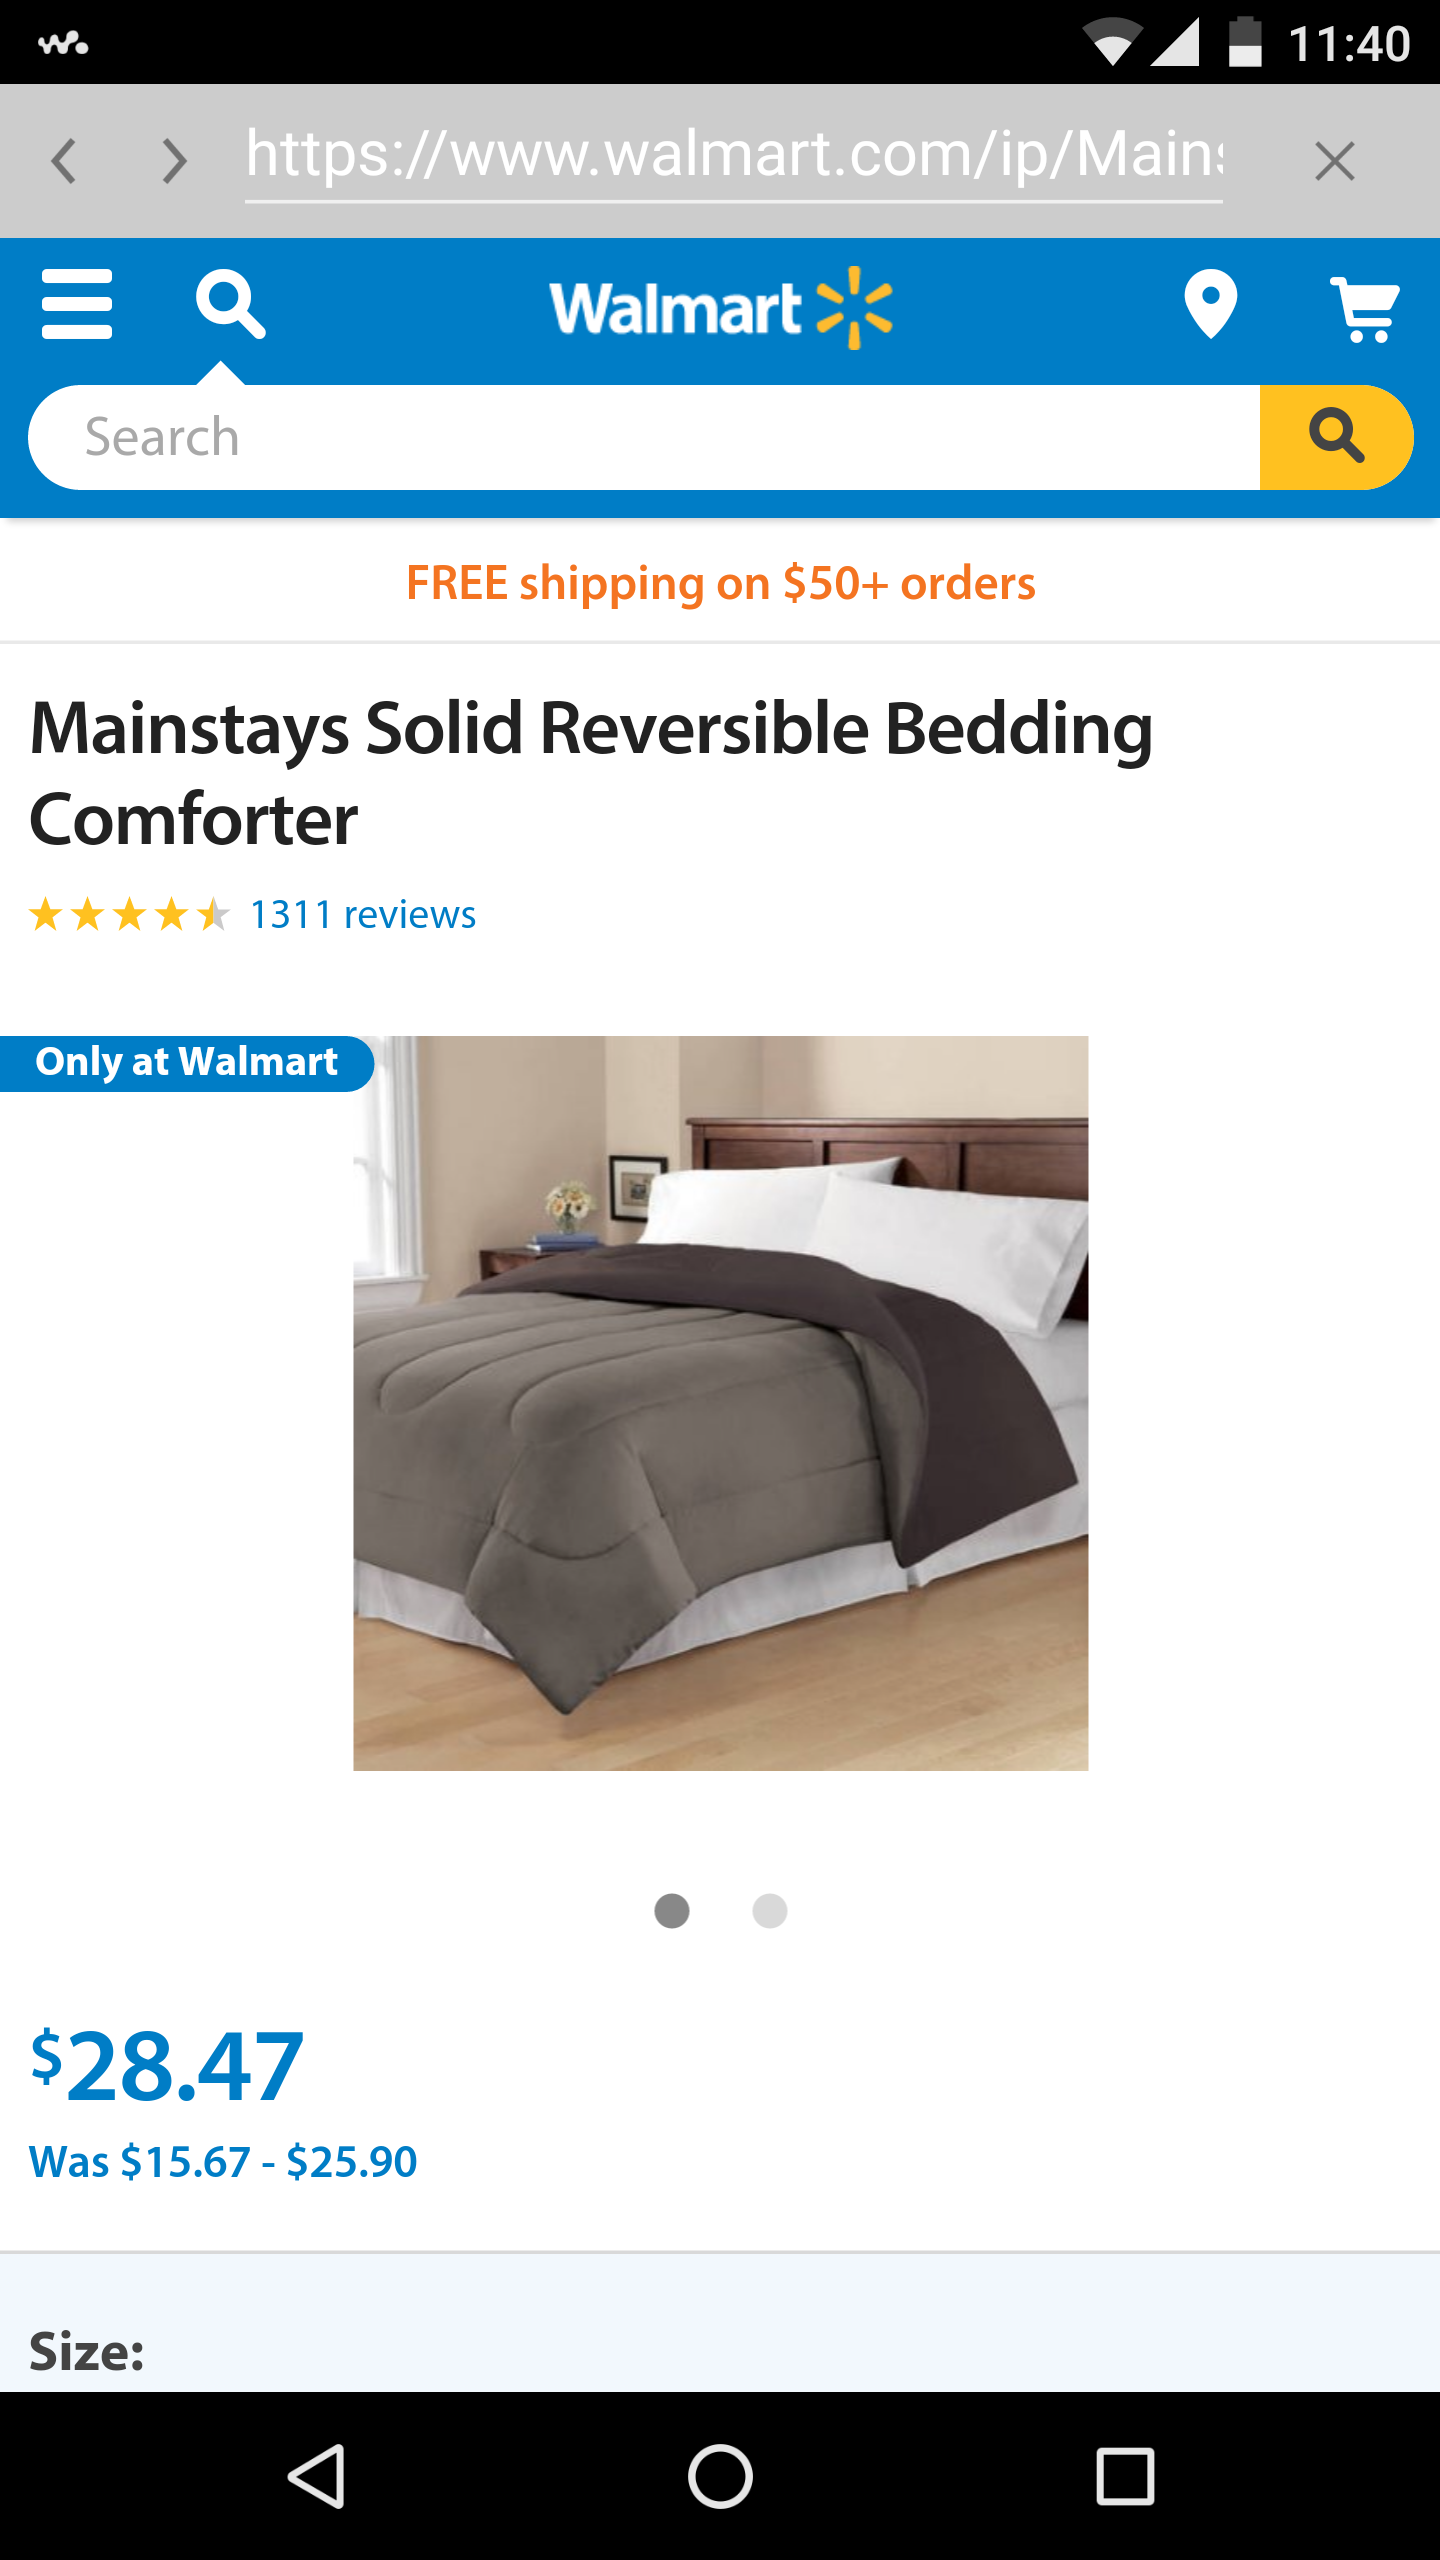 11:40
https://www.walmart.com/ip/Mains
Walmart
Search
FREE shipping on $50+ orders
Mainstays Solid Reversible Bedding
Comforter
1311 reviews
Only at Walmart
$28.47
Was $15.67 - $25.90
Size: